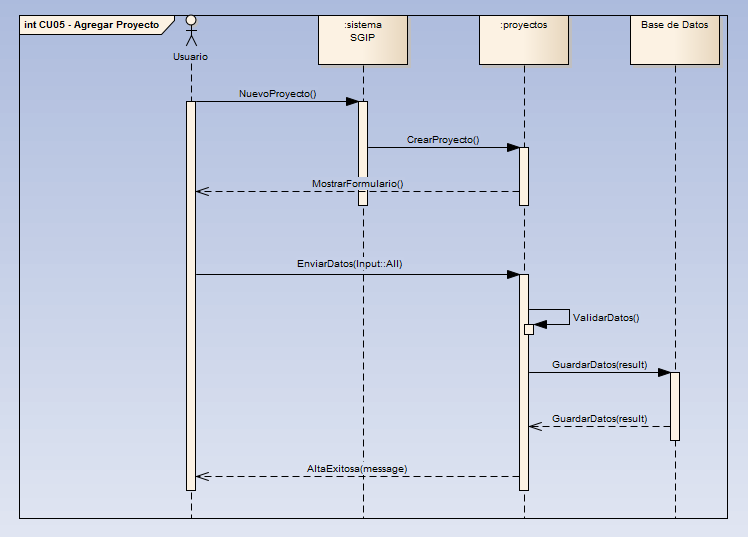 int CU05 - Agregar Proyecto
Usuario
:sistema
SGIP
:proyectos
Base de Datos
NuevoProyecto()
CrearProyecto()
MostrarFormulario()
EnviarDatos(Input::All)
ValidarDatos()
GuardarDatos(result)
GuardarDatos(result)
AltaExitosa(message)